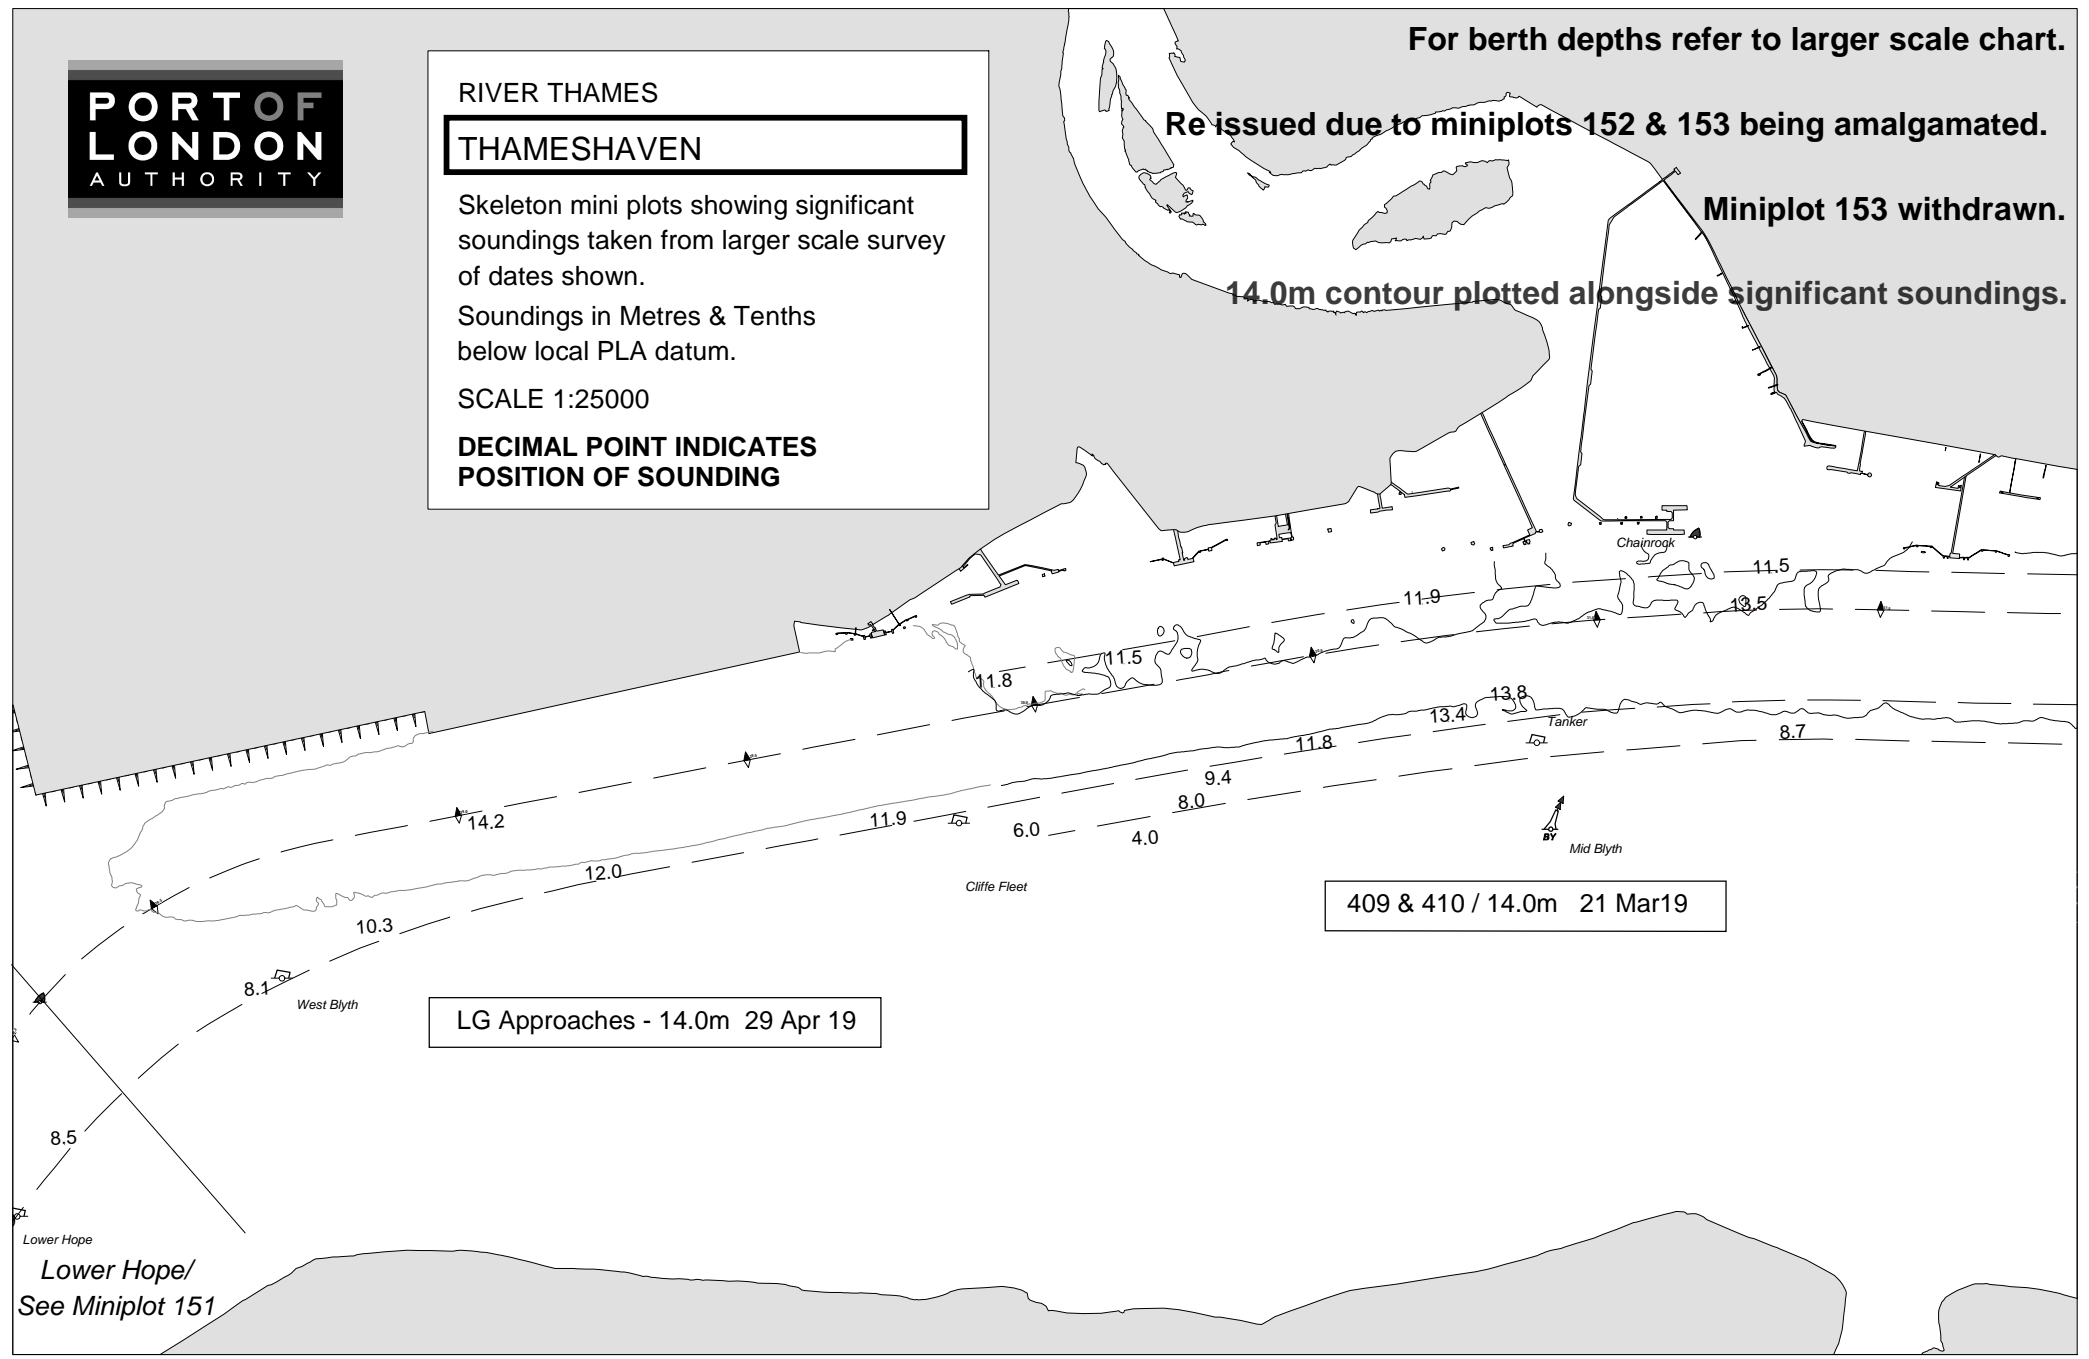 PORT OF
LONDON
AUTHORITY
RIVER THAMES
THAMESHAVEN
Skeleton mini plots showing significant
soundings taken from larger scale survey
of dates shown.
Soundings in Metres & Tenths
below local PLA datum.
SCALE 1:25000
DECIMAL POINT INDICATES
POSITION OF SOUNDING
For berth depths refer to larger scale chart.
Re issued due to miniplots 152 & 153 being amalgamated.
Miniplot 153 withdrawn.
14.0m contour plotted alongside significant soundings.
Chainrock
11.5
11.9
13.5
11.5
11.8
13.8
13.4
Tanker
11.8
8.7
9.4
8.0
14.2
11.9
6.0
4.0
BY
Mid Blyth
12.0
Cliffe Fleet
409 & 410 / 14.0m 21 Mar19
10.3
8.1
West Blyth
LG Approaches - 14.0m 29 Apr 19
8.5
Lower Hope
Lower Hope/
See Miniplot 151